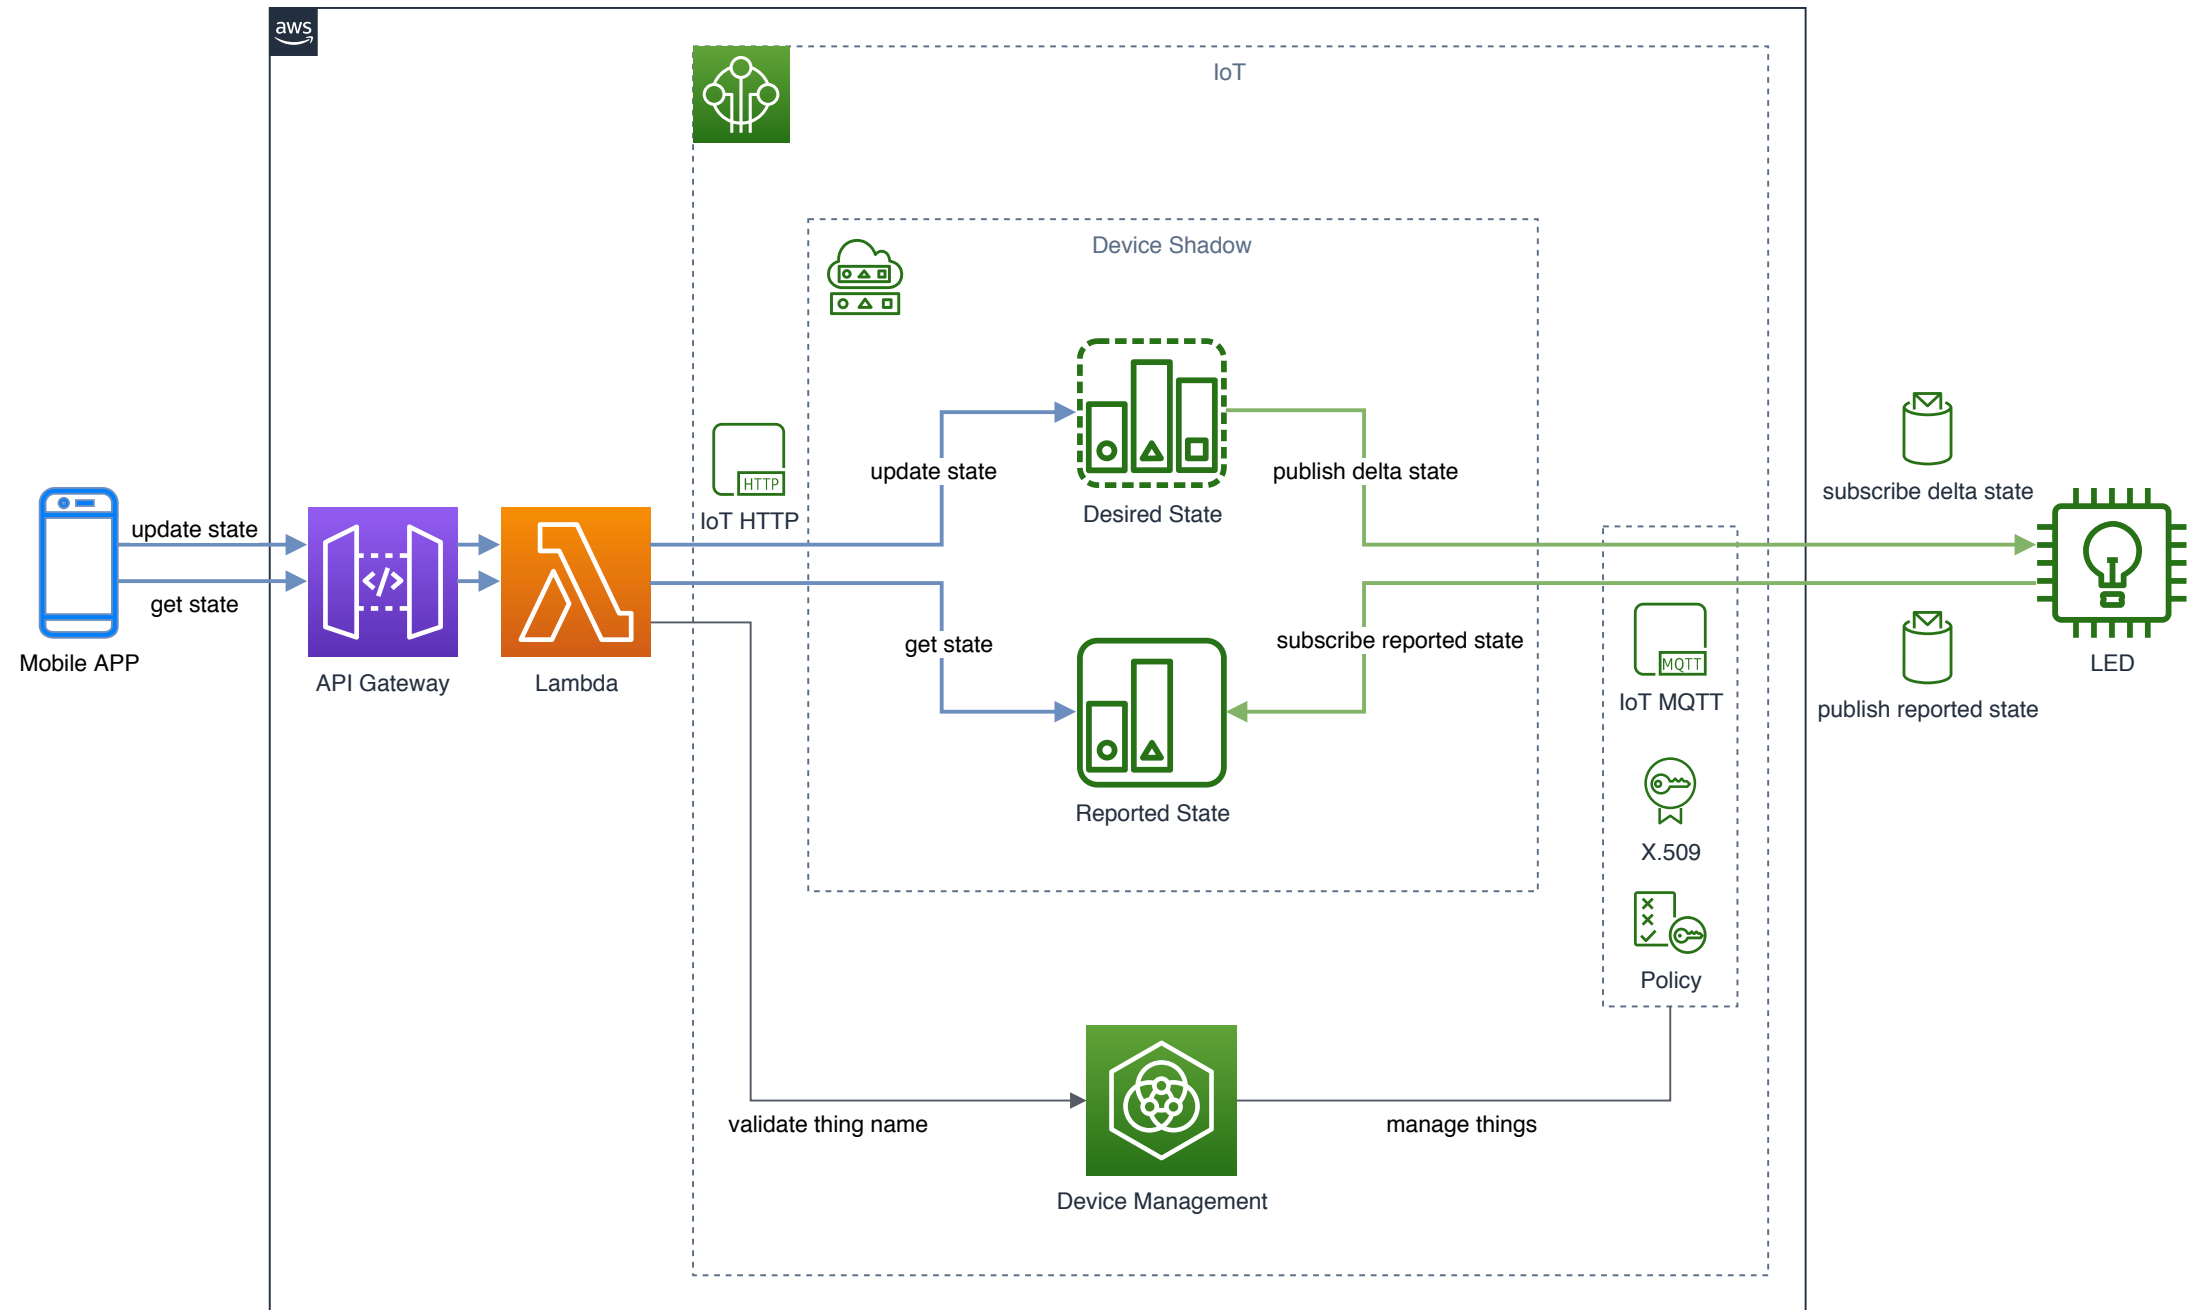 aws
IoT
Device Shadow
update state
publish delta state
Desired State
HTTP
IoT HTTP
subscribe delta state
update state
get state
Mobile APP
API Gateway
Lambda
get state
subscribe reported state
Reported State
MQTT
IoT MQTT
X.509
Policy
LED
publish reported state
validate thing name
manage things
Device Management